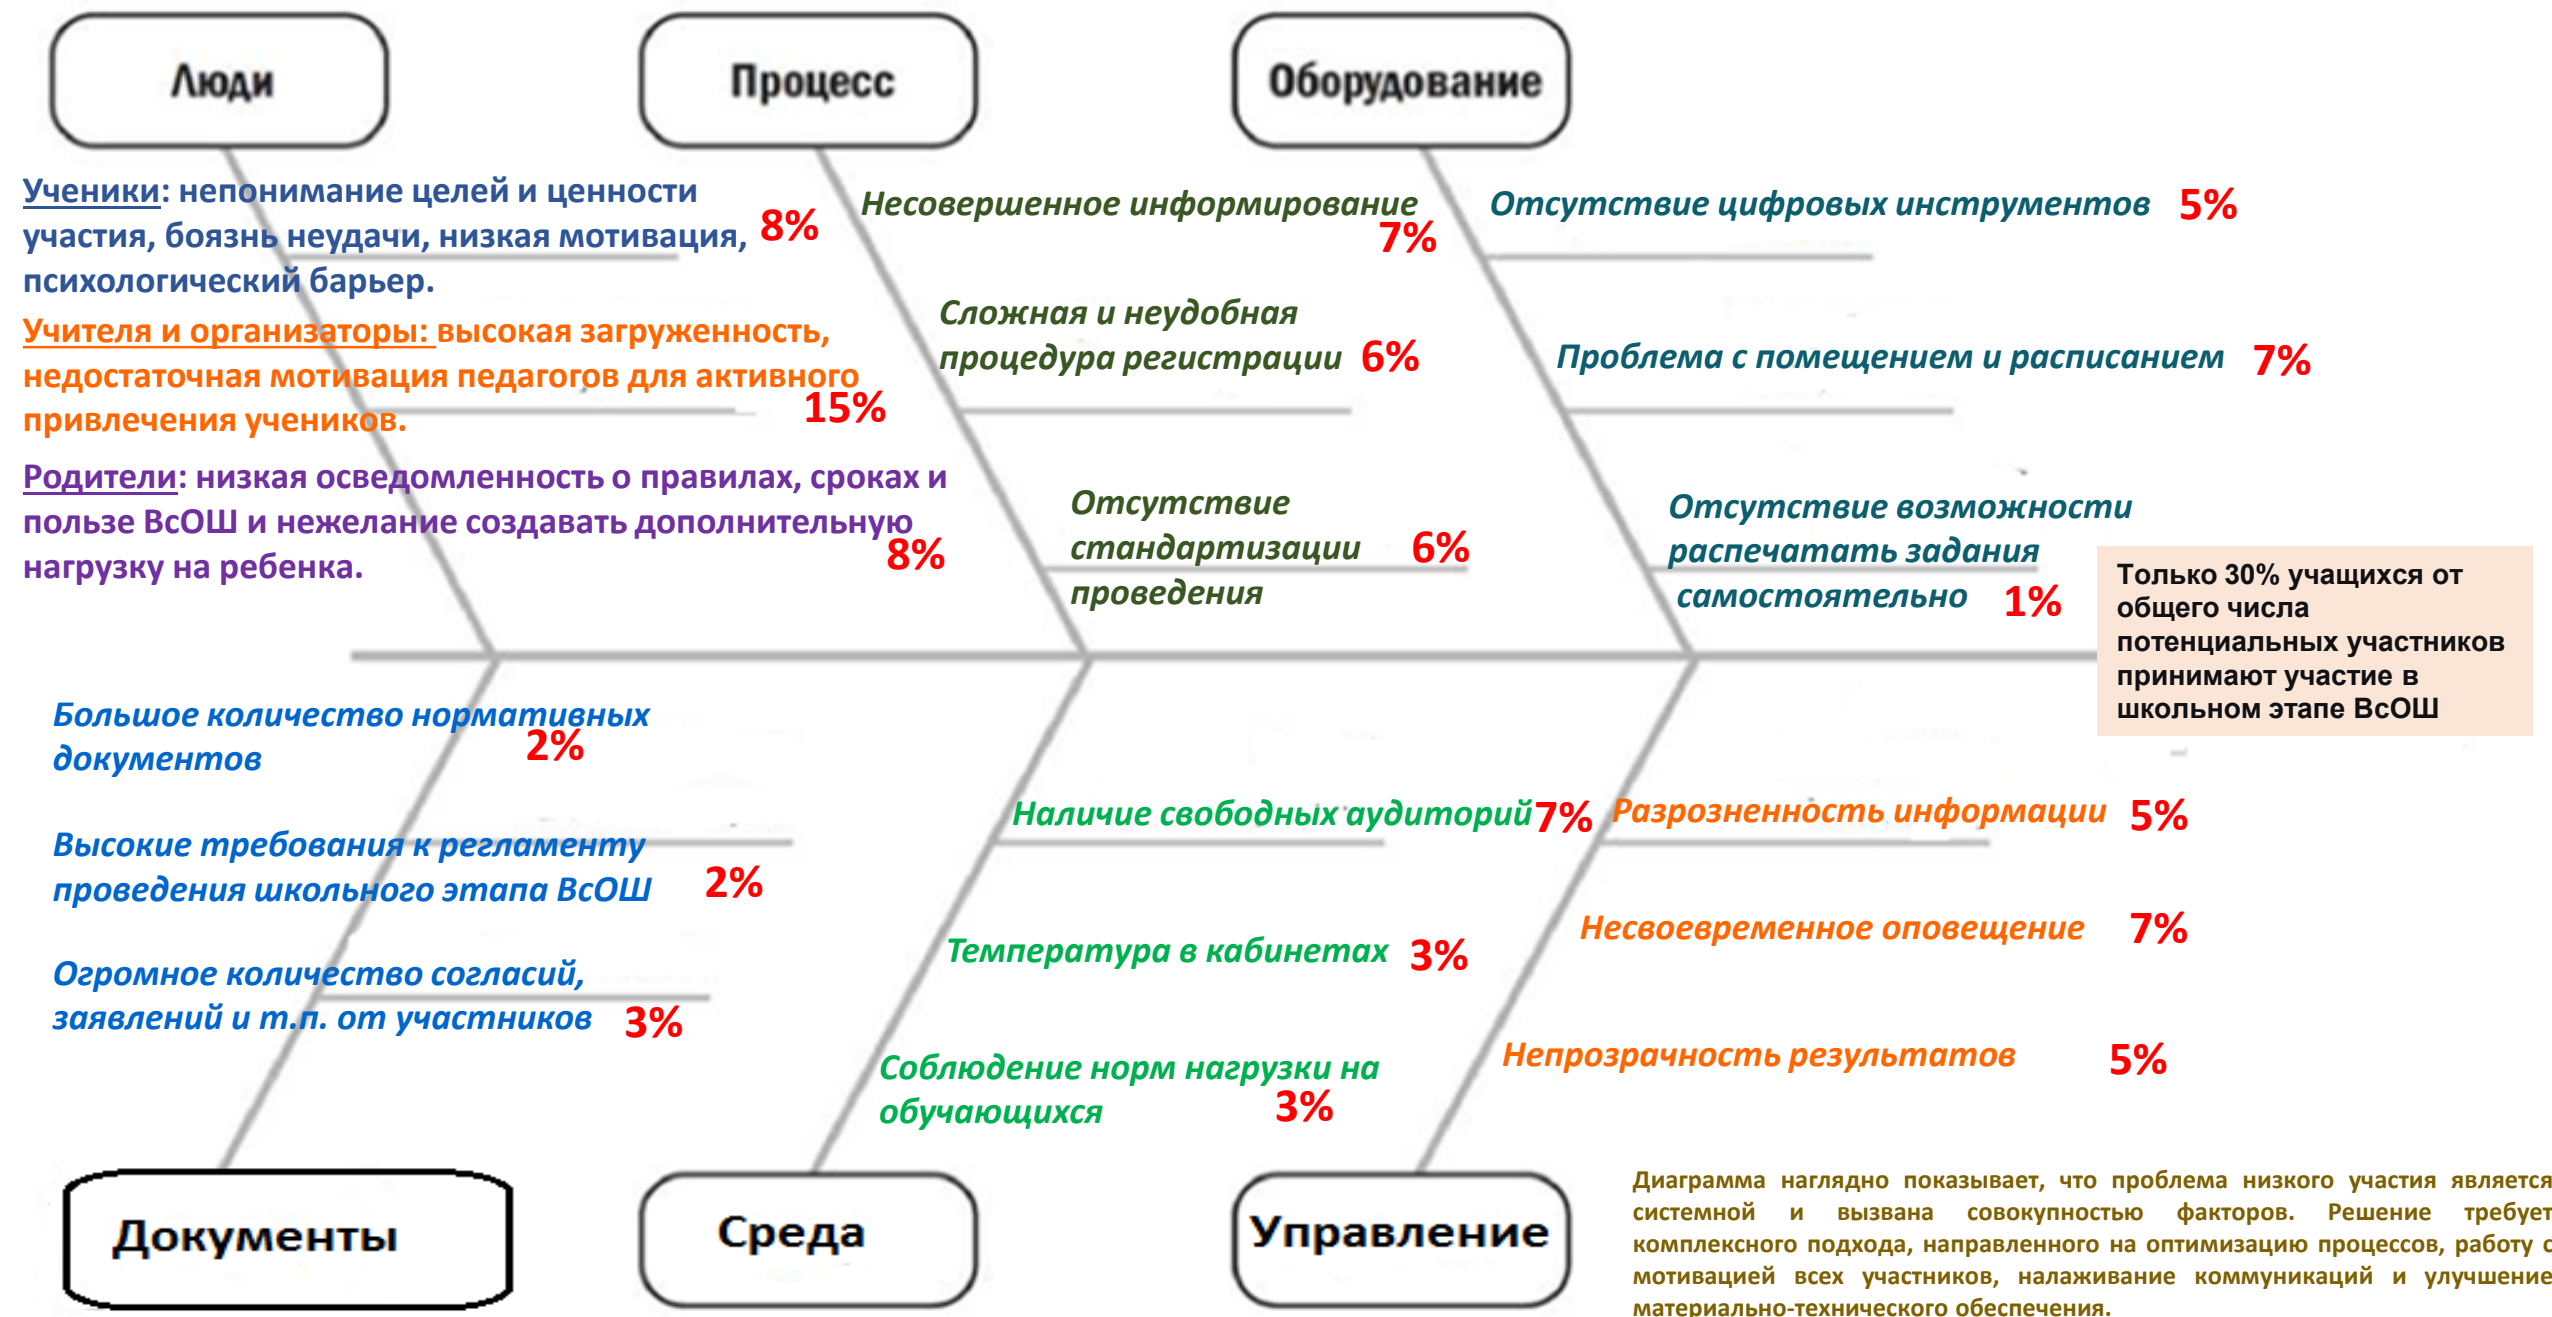 Люди
Процесс
Оборудование
Ученики: непонимание целей и ценности
участия, боязнь неудачи, низкая мотивация,
психологический барьер.
8%
Учителя и организаторы: высокая загруженность,
недостаточная мотивация педагогов для активного
привлечения учеников.
15%
Родители: низкая осведомленность о правилах, сроках и
пользе ВсОШ и нежелание создавать дополнительную
нагрузку на ребенка.
8%
Несовершенное информирование
7%
Сложная и неудобная
процедура регистрации 6%
Отсутствие
стандартизации 6%
проведения
Отсутствие цифровых инструментов 5%
Проблема с помещением и расписанием 7%
Отсутствие возможности
распечатать задания
самостоятельно 1%
Только 30% учащихся от
общего числа
потенциальных участников
принимают участие в
школьном этапе ВсОШ
Большое количество нормативных
документов
2%
Высокие требования к регламенту
проведения школьного этапа ВсОШ 2%
Огромное количество согласий,
заявлений и т.п. от участников 3%
Наличие свободных аудиторий 7%
Температура в кабинетах 3%
Соблюдение норм нагрузки на
обучающихся 3%
Разрозненность информации 5%
Несвоевременное оповещение 7%
Непрозрачность результатов 5%
Документы
Среда
Управление
Диаграмма наглядно показывает, что проблема низкого участия является
системной и вызвана совокупностью факторов. Решение требует
комплексного подхода, направленного на оптимизацию процессов, работу с
мотивацией всех участников, налаживание коммуникаций и улучшение
материально-технического обеспечения.